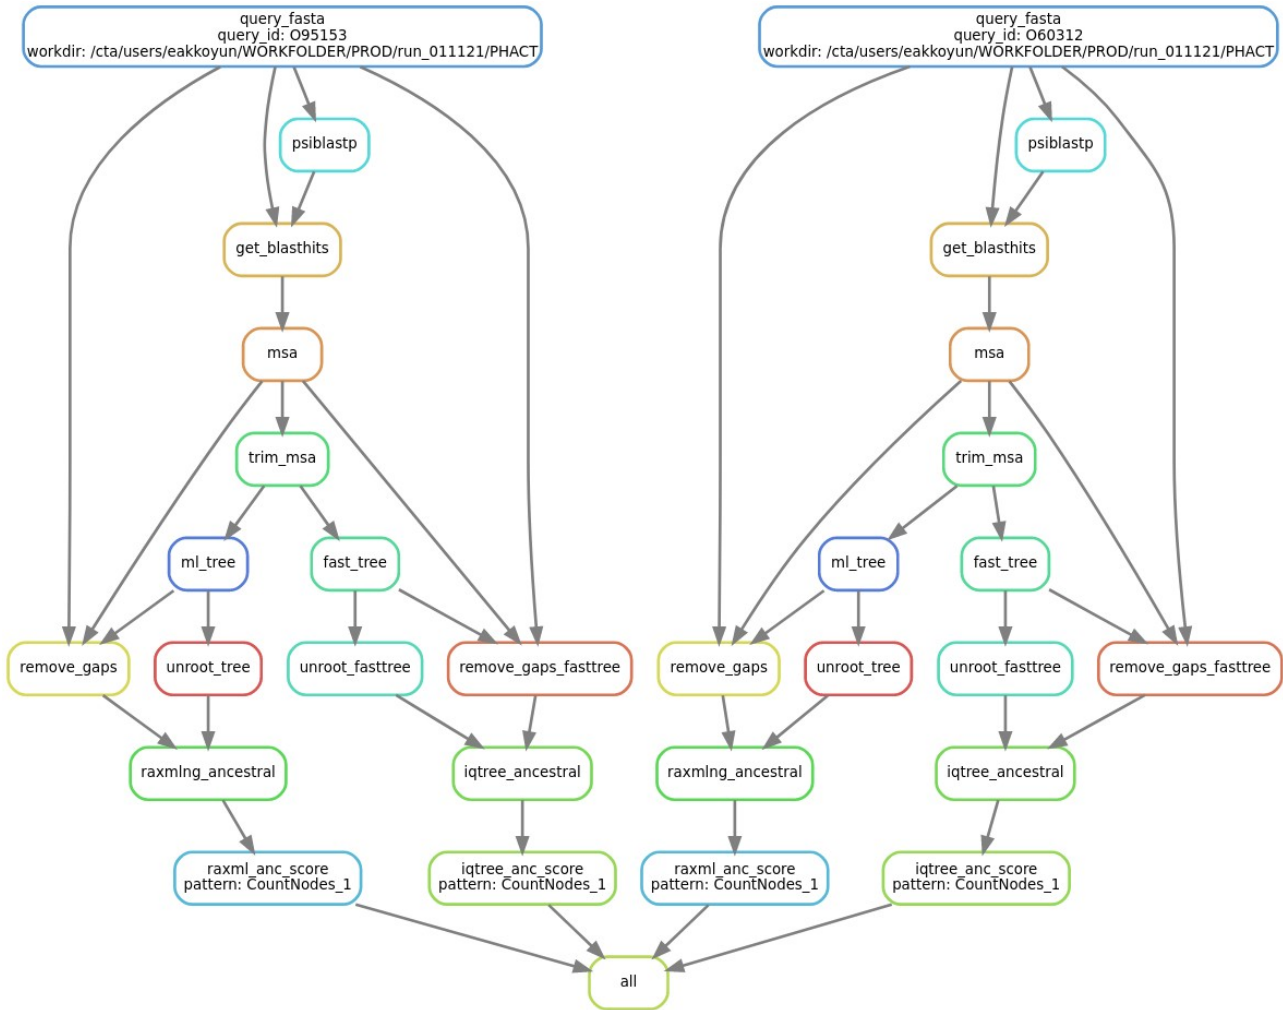 query_fasta
query_id: O95153
workdir: /cta/users/eakkoyun/WORKFOLDER/PROD/run_011121/PHACT
query_fasta
query_id: O60312
workdir: /cta/users/eakkoyun/WORKFOLDER/PROD/run_011121/PHACT
psiblastp
psiblastp
get_blasthits
get_blasthits
msa
msa
trim_msa
trim_msa
ml_tree
fast_tree
ml_tree
fast_tree
remove_gaps
unroot_tree
unroot_fasttree
remove_gaps_fasttree
remove_gaps
unroot_tree
unroot_fasttree
remove_gaps_fasttree
raxmlng_ancestral
iqtree_ancestral
raxmlng_ancestral
iqtree_ancestral
raxml_anc_score
pattern: CountNodes_1
iqtree_anc_score
pattern: CountNodes_1
raxml_anc_score
pattern: CountNodes_1
iqtree_anc_score
pattern: CountNodes_1
all